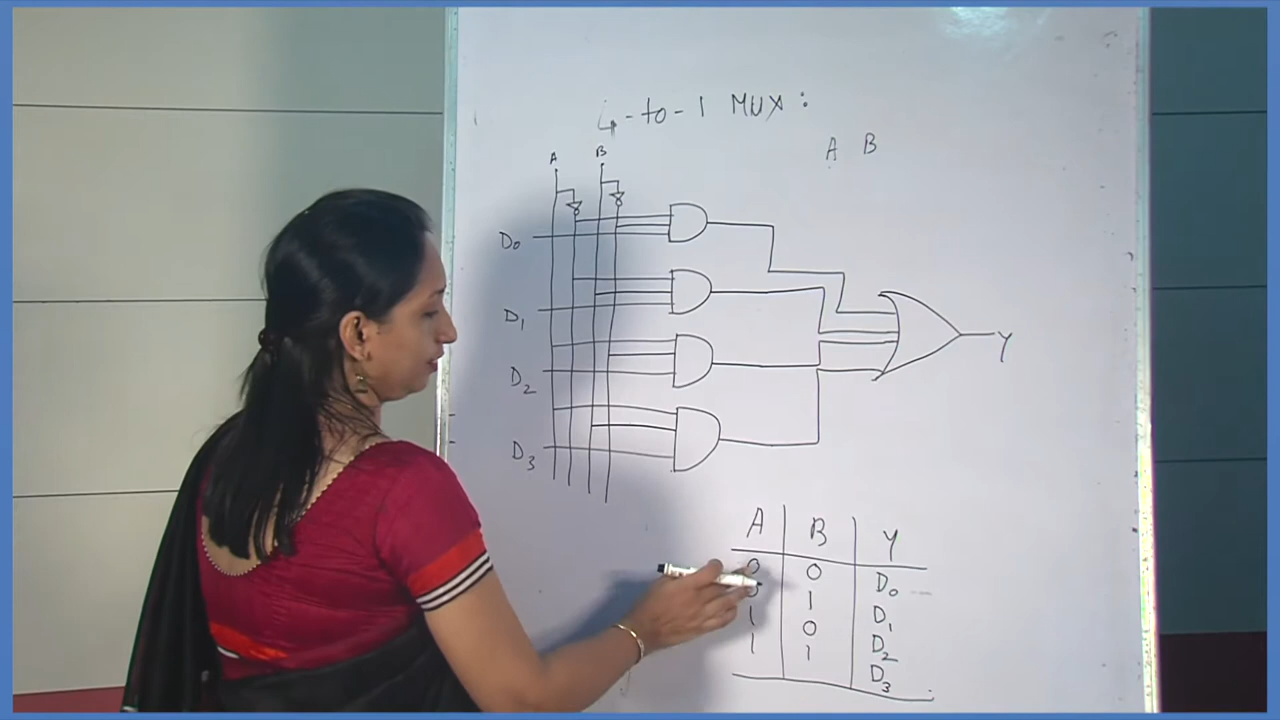 4-to-1 MUX:
A B
A B
D0
D1
D2
D3
Y
A B Y
0 0 D0
0 1 D1
1 0 D2
1 1 D3